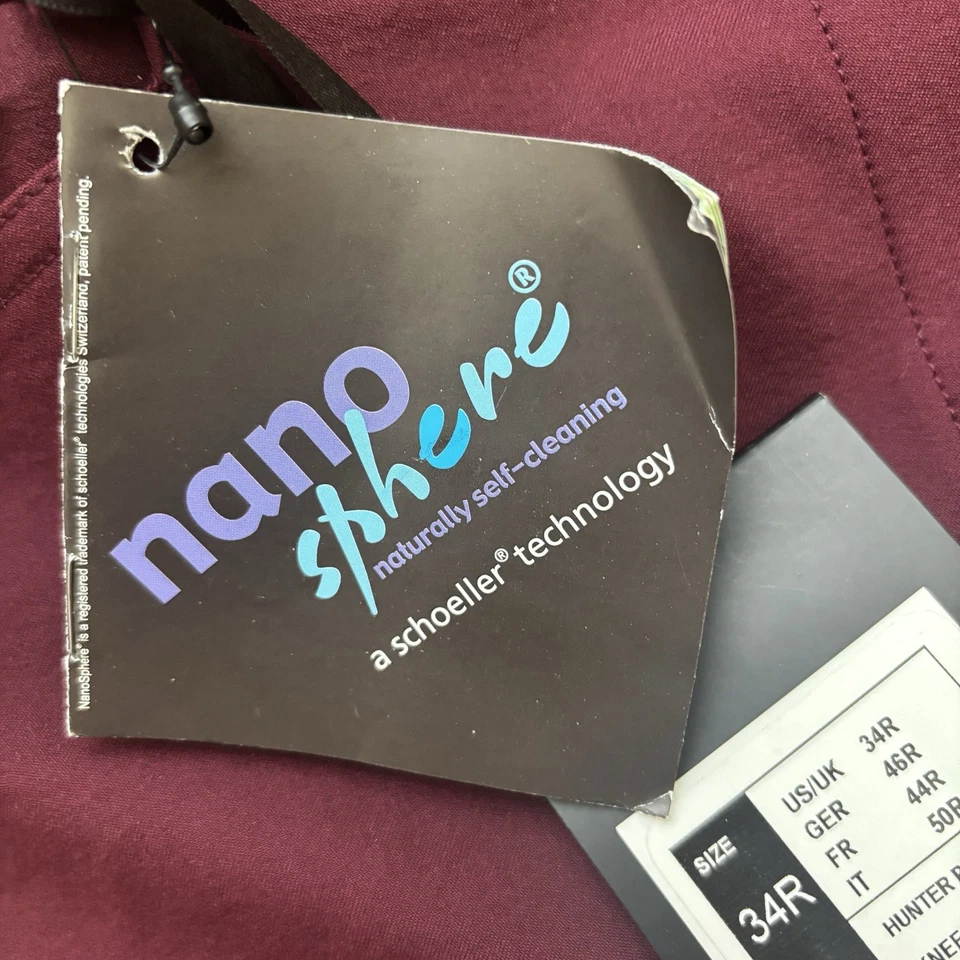 NanoSphere® is a registered trademark of schoeller® technologies Switzerland, patent pending.
nano
sphere®
naturally self-cleaning
a schoeller® technology
SIZE
34R
US/UK 34R
GER 46R
FR 44R
IT 50R
HUNTER